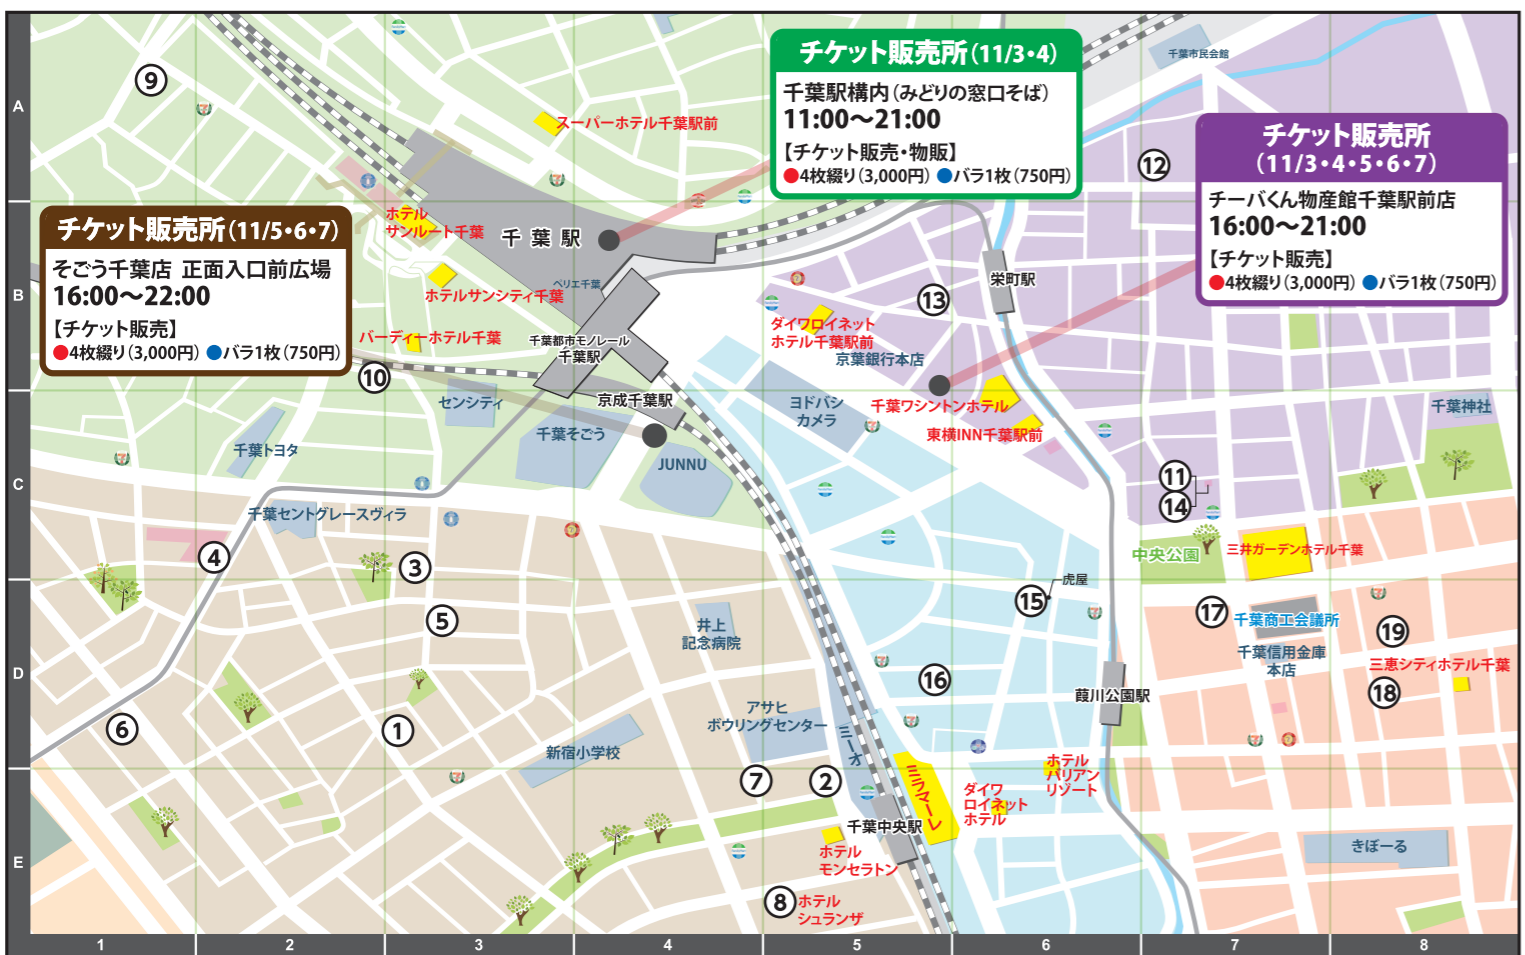 チケット販売所(11/3・4)
千葉駅構内(みどりの窓口そば)
11:00〜21:00
【チケット販売・物販】
●4枚綴り(3,000円) ●バラ1枚(750円)
チケット販売所
(11/3・4・5・6・7)
チーバくん物産館千葉駅前店
16:00〜21:00
【チケット販売】
●4枚綴り(3,000円) ●バラ1枚(750円)
チケット販売所(11/5・6・7)
そごう千葉店 正面入口前広場
16:00〜22:00
【チケット販売】
●4枚綴り(3,000円) ●バラ1枚(750円)
A
B
C
D
E
⑨
スーパーホテル千葉駅前
千葉市民会館
⑫
ホテル
サンルート千葉
千葉駅
ペリエ千葉
ホテルサンシティ千葉
バーディーホテル千葉
千葉都市モノレール
千葉駅
⑩
京成千葉駅
センシティ
千葉そごう
JUNNU
千葉トヨタ
千葉セントグレースヴィラ
栄町駅
⑬
ダイワロイネット
ホテル千葉駅前
京葉銀行本店
ヨドバシ
カメラ
千葉ワシントンホテル
東横INN千葉駅前
千葉神社
⑪
⑭
中央公園
三井ガーデンホテル千葉
④
③
⑤
虎屋
⑮
⑰
千葉商工会議所
⑲
千葉信用金庫
本店
三恵シティホテル千葉
⑱
井上
記念病院
⑯
葭川公園駅
⑥
①
アサヒ
ボウリングセンター
新宿小学校
ミーオ
⑦
②
ミラマーレ
ホテル
バリアン
リゾート
ダイワ
ロイネット
ホテル
千葉中央駅
ホテル
モンセラトン
きぼーる
⑧
ホテル
シュランザ
1
2
3
4
5
6
7
8